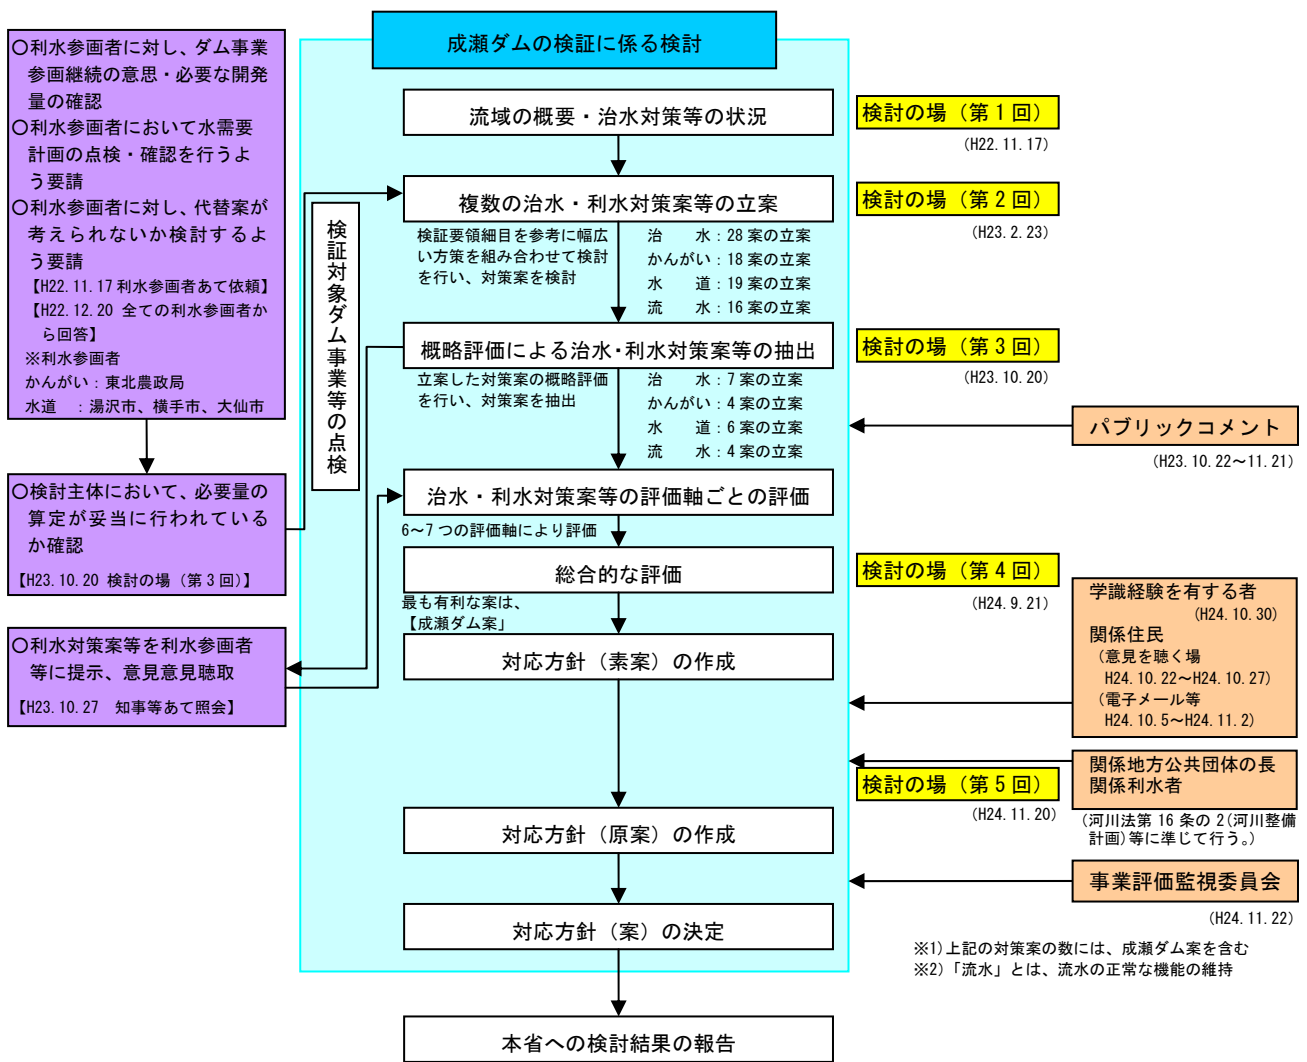 成瀬ダムの検証に係る検討
〇利水参画者に対し、ダム事業
参画継続の意思・必要な開発
量の確認
〇利水参画者において水需要
計画の点検・確認を行うよ
う要請
〇利水参画者に対し、代替案が
考えられないか検討するよ
う要請
【H22.11.17 利水参画者あて依頼】
【H22.12.20 全ての利水参画者か
ら回答】
※利水参画者
かんがい：東北農政局
水道　：湯沢市、横手市、大仙市
〇検討主体において、必要量の
算定が妥当に行われている
か確認
【H23.10.20 検討の場（第３回）】
〇利水対策案等を利水参画者
等に提示、意見意見聴取
【H23.10.27　知事等あて照会】
検証対象ダム事業等の点検
流域の概要・治水対策等の状況
複数の治水・利水対策案等の立案
検証要領細目を参考に幅広
い方策を組み合わせて検討
を行い、対策案を検討
治　　水：28 案の立案
かんがい：18 案の立案
水　　道：19 案の立案
流　　水：16 案の立案
概略評価による治水・利水対策案等の抽出
立案した対策案の概略評価
を行い、対策案を抽出
治　　水：7 案の立案
かんがい：4 案の立案
水　　道：6 案の立案
流　　水：4 案の立案
治水・利水対策案等の評価軸ごとの評価
6～7 つの評価軸により評価
総合的な評価
最も有利な案は、
【成瀬ダム案」
対応方針（素案）の作成
対応方針（原案）の作成
対応方針（案）の決定
本省への検討結果の報告
検討の場（第１回）
(H22.11.17)
検討の場（第２回）
(H23.2.23)
検討の場（第３回）
(H23.10.20)
パブリックコメント
(H23.10.22～11.21)
検討の場（第４回）
(H24.9.21)
学識経験を有する者
(H24.10.30)
関係住民
（意見を聴く場
H24.10.22～H24.10.27）
（電子メール等
H24.10.5～H24.11.2）
関係地方公共団体の長
関係利水者
検討の場（第５回）
(H24.11.20)
（河川法第 16 条の 2（河川整備
計画）等に準じて行う。）
事業評価監視委員会
(H24.11.22)
※1)上記の対策案の数には、成瀬ダム案を含む
※2)「流水」とは、流水の正常な機能の維持